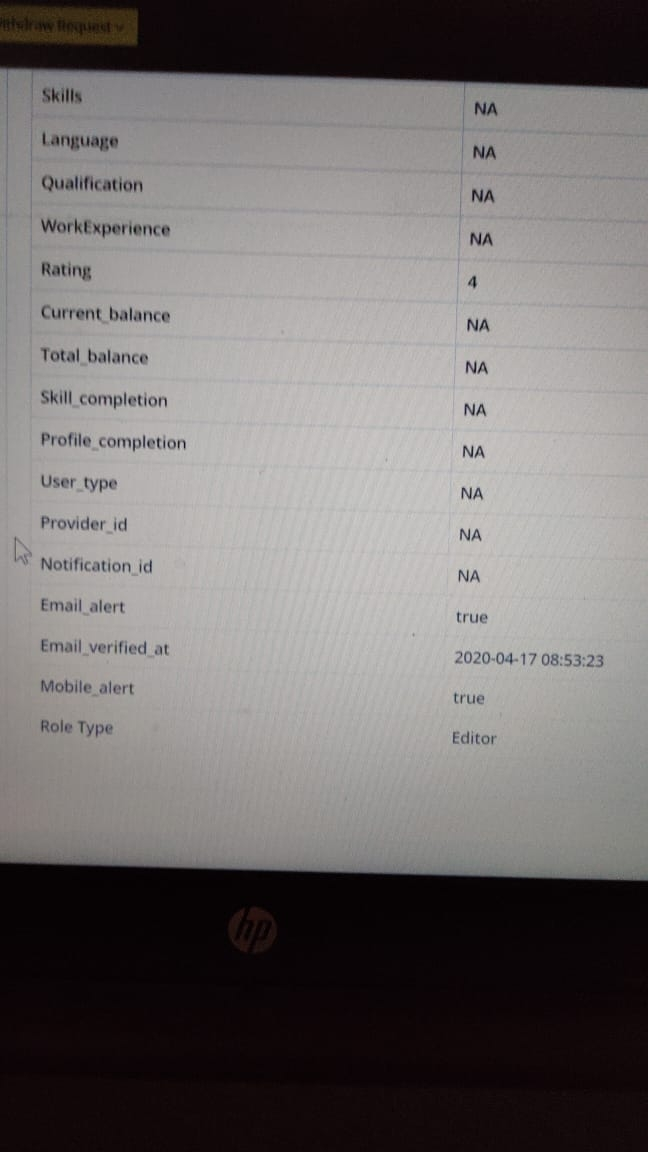 Withdraw Request
Skills NA
Language NA
Qualification NA
WorkExperience NA
Rating 4
Current_balance NA
Total_balance NA
Skill_completion NA
Profile_completion NA
User_type NA
Provider_id NA
Notification_id NA
Email_alert true
Email_verified_at 2020-04-17 08:53:23
Mobile_alert true
Role Type Editor
hp